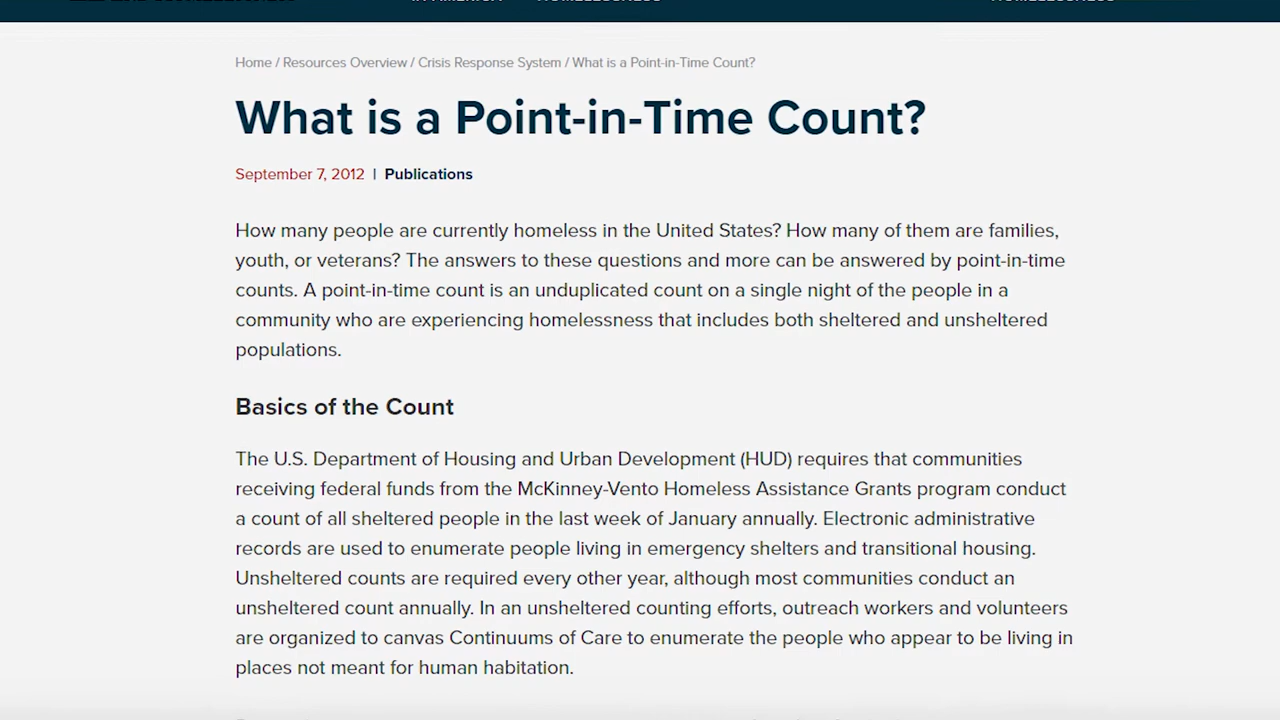 Home / Resources Overview / Crisis Response System / What is a Point-in-Time Count?
What is a Point-in-Time Count?
September 7, 2012 | Publications
How many people are currently homeless in the United States? How many of them are families,
youth, or veterans? The answers to these questions and more can be answered by point-in-time
counts. A point-in-time count is an unduplicated count on a single night of the people in a
community who are experiencing homelessness that includes both sheltered and unsheltered
populations.
Basics of the Count
The U.S. Department of Housing and Urban Development (HUD) requires that communities
receiving federal funds from the McKinney-Vento Homeless Assistance Grants program conduct
a count of all sheltered people in the last week of January annually. Electronic administrative
records are used to enumerate people living in emergency shelters and transitional housing.
Unsheltered counts are required every other year, although most communities conduct an
unsheltered count annually. In an unsheltered counting efforts, outreach workers and volunteers
are organized to canvas Continuums of Care to enumerate the people who appear to be living in
places not meant for human habitation.